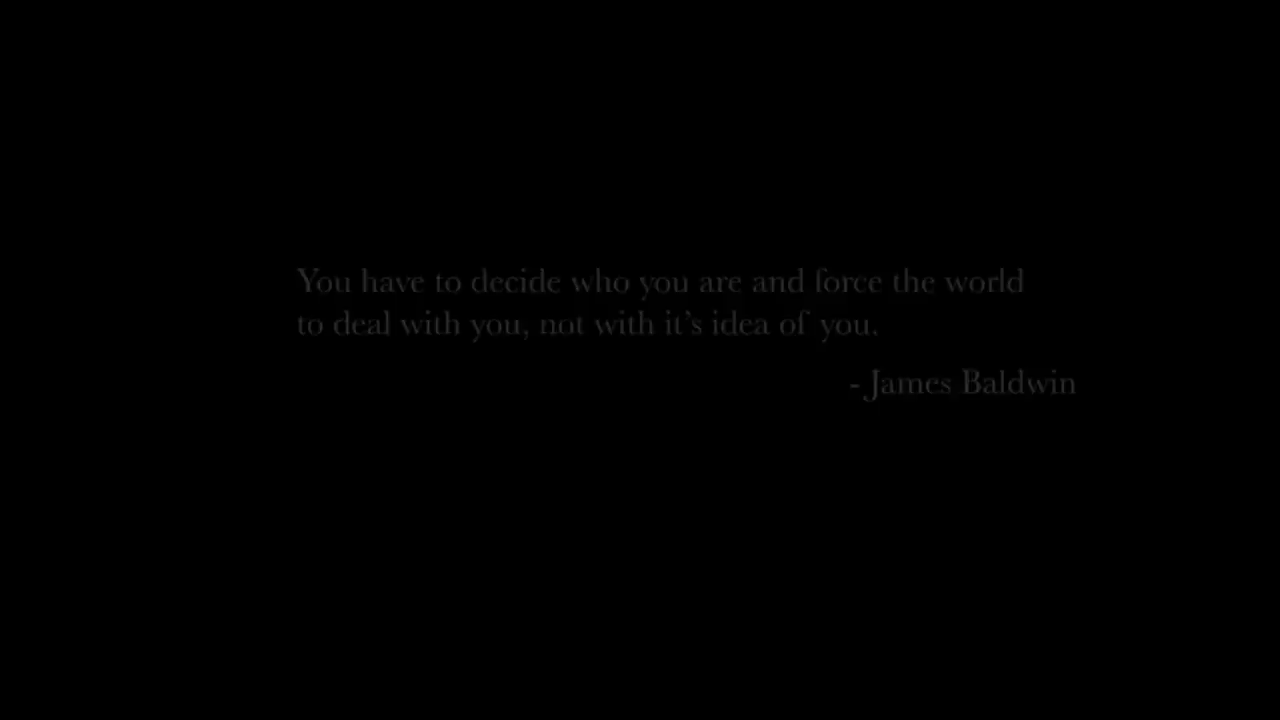 You have to decide who you are and force the world
to deal with you, not with it’s idea of you.
- James Baldwin